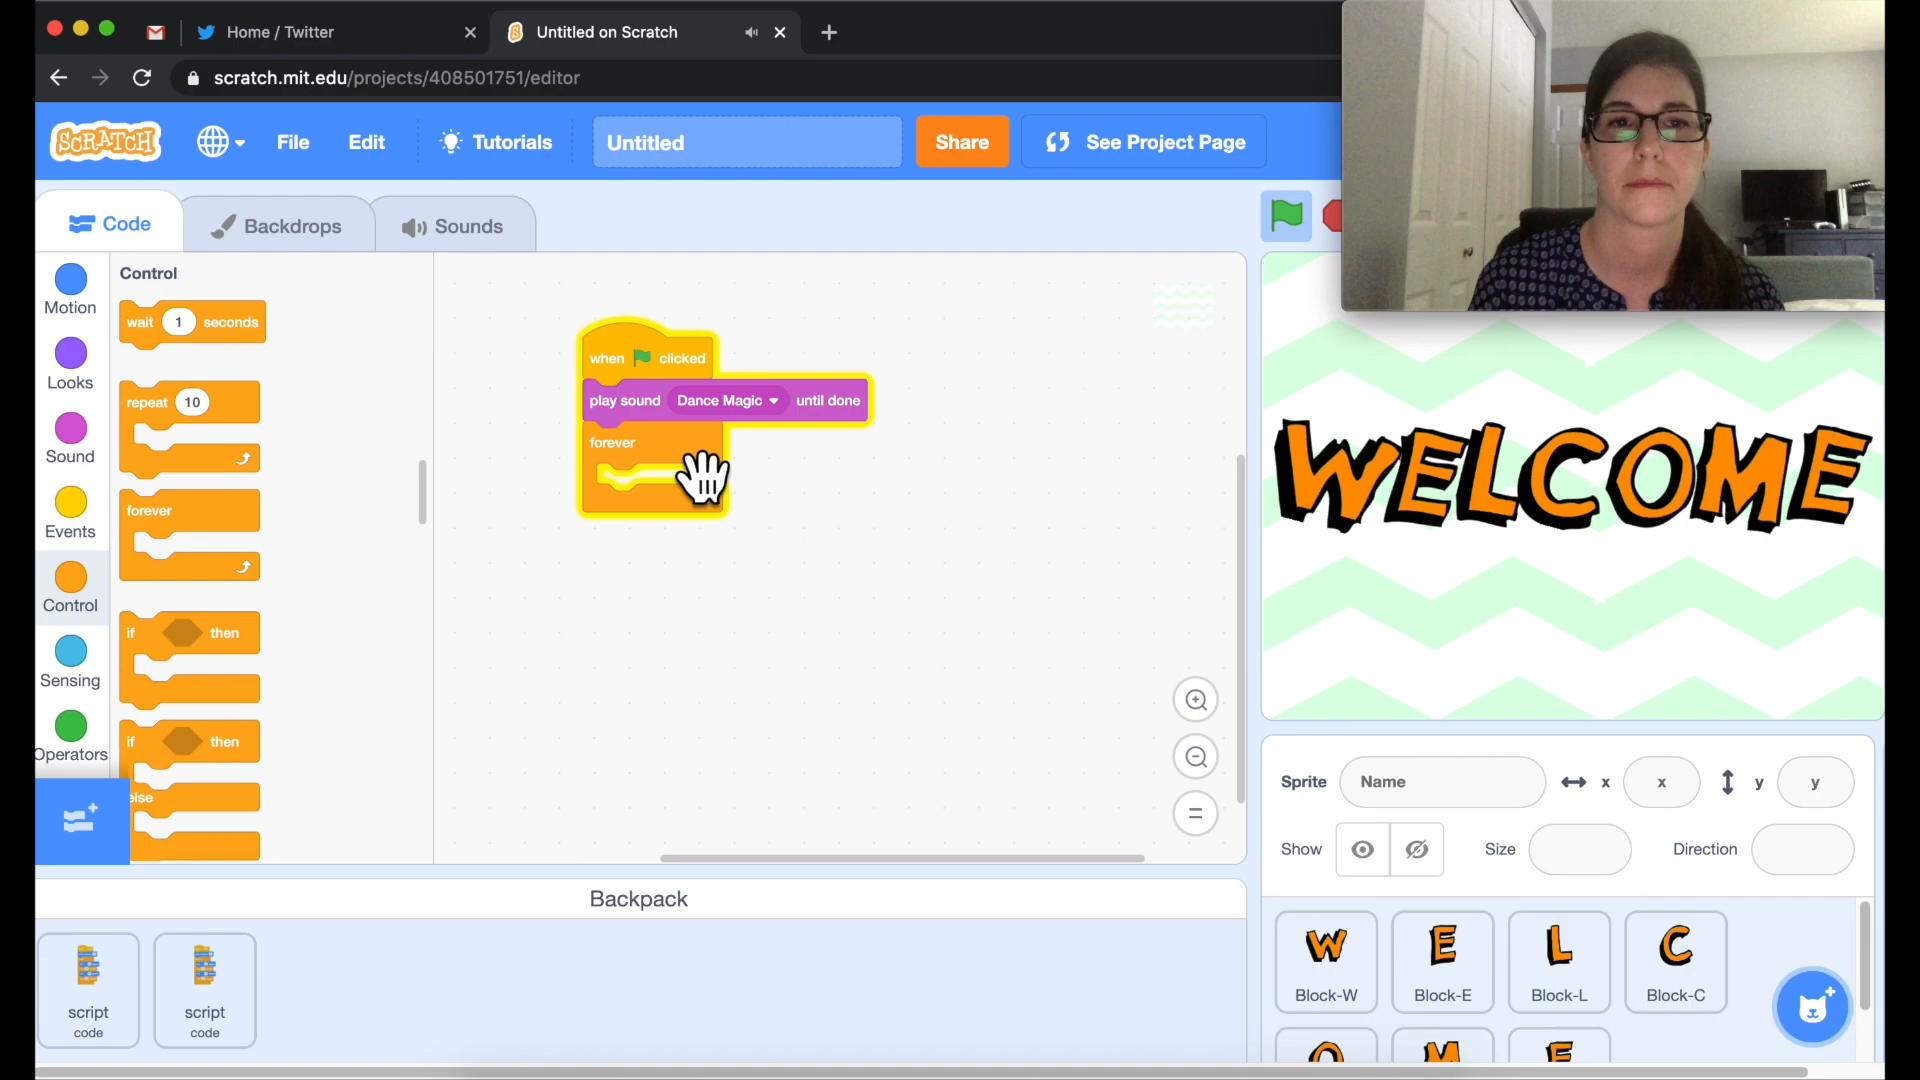 Home / Twitter
Untitled on Scratch
scratch.mit.edu/projects/408501751/editor
SCRATCH
File
Edit
Tutorials
Untitled
Share
See Project Page
Code
Backdrops
Sounds
Motion
Looks
Sound
Events
Control
Sensing
Operators
Control
wait 1 seconds
repeat 10
forever
if then
if then
else
when clicked
play sound Dance Magic until done
forever
WELCOME
Sprite Name x x y y
Show Size Direction
W E L C
Block-W Block-E Block-L Block-C
O M E
Backpack
script
code
script
code